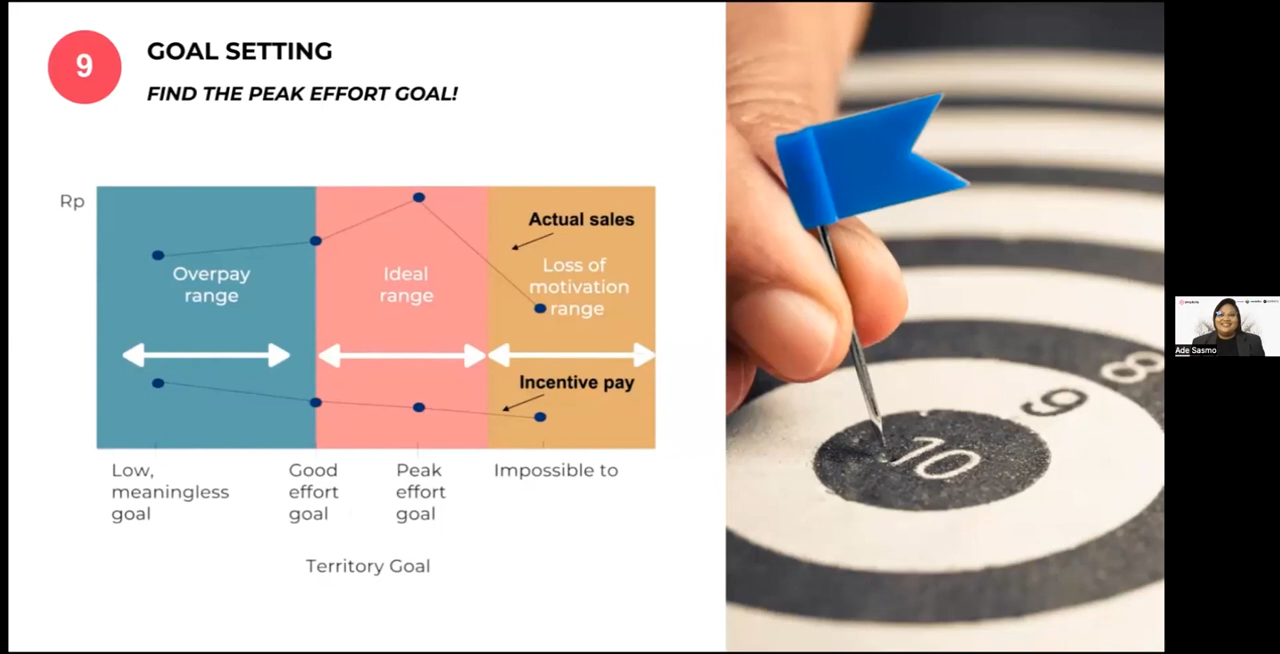 9
GOAL SETTING
FIND THE PEAK EFFORT GOAL!
Rp
Actual sales
Overpay
range
Ideal
range
Loss of
motivation
range
Incentive pay
Low,
meaningless
goal
Good
effort
goal
Peak
effort
goal
Impossible to
Territory Goal
10
9
8
Ade Sasmo